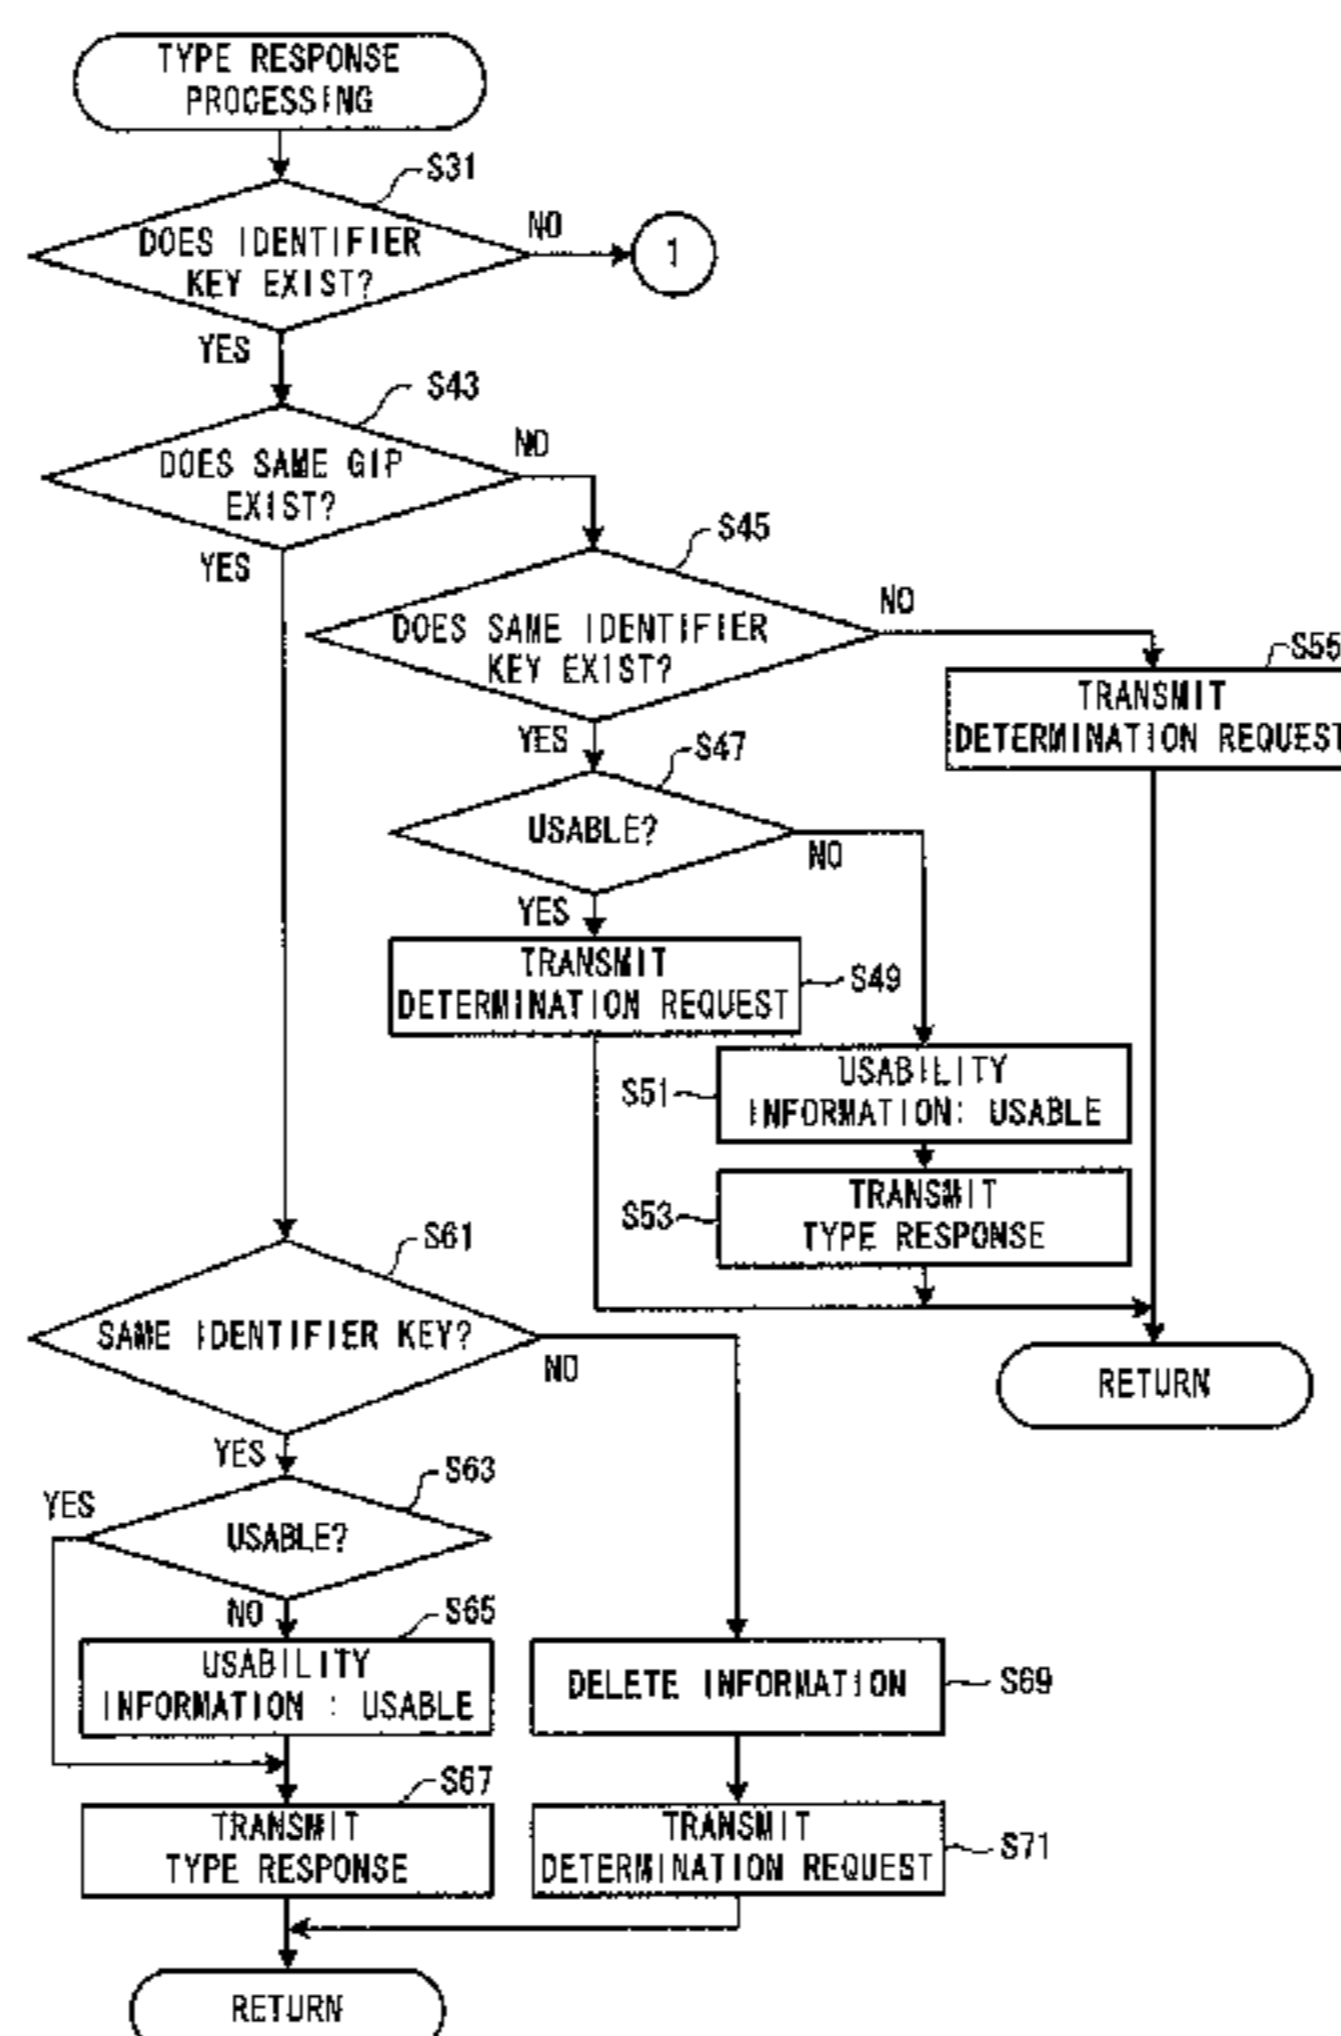 TYPE RESPONSE
PROCESSING
S31
DOES IDENTIFIER
KEY EXIST?
NO
1
YES
S43
DOES SAME GIP
EXIST?
NO
YES
S45
DOES SAME IDENTIFIER
KEY EXIST?
NO
S55
TRANSMIT
DETERMINATION REQUEST
YES
S47
USABLE?
NO
YES
TRANSMIT
DETERMINATION REQUEST
S49
S51
USABILITY
INFORMATION: USABLE
S53
TRANSMIT
TYPE RESPONSE
RETURN
S61
SAME IDENTIFIER KEY?
NO
YES
S63
YES
USABLE?
NO
S65
USABILITY
INFORMATION : USABLE
DELETE INFORMATION
S69
S67
TRANSMIT
TYPE RESPONSE
TRANSMIT
DETERMINATION REQUEST
S71
RETURN